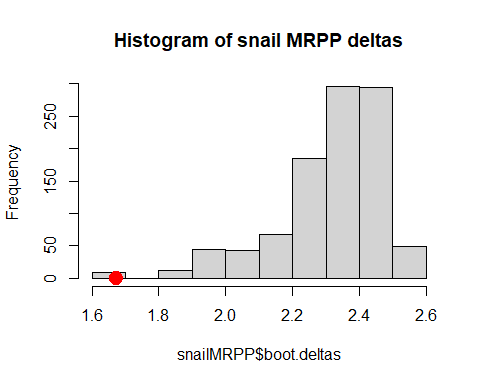 Histogram of snail MRPP deltas
Frequency
250
150
50
0
1.6 1.8 2.0 2.2 2.4 2.6
snailMRPP$boot.deltas